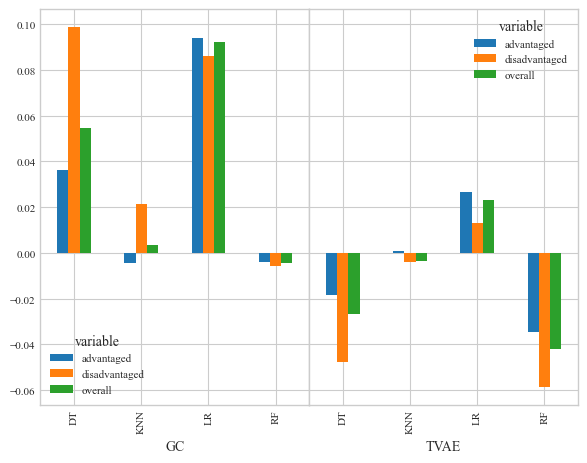 0.10
0.08
0.06
0.04
0.02
0.00
−0.02
−0.04
−0.06
variable
advantaged
disadvantaged
overall
variable
advantaged
disadvantaged
overall
DT
KNN
LR
RF
DT
KNN
LR
RF
GC
TVAE